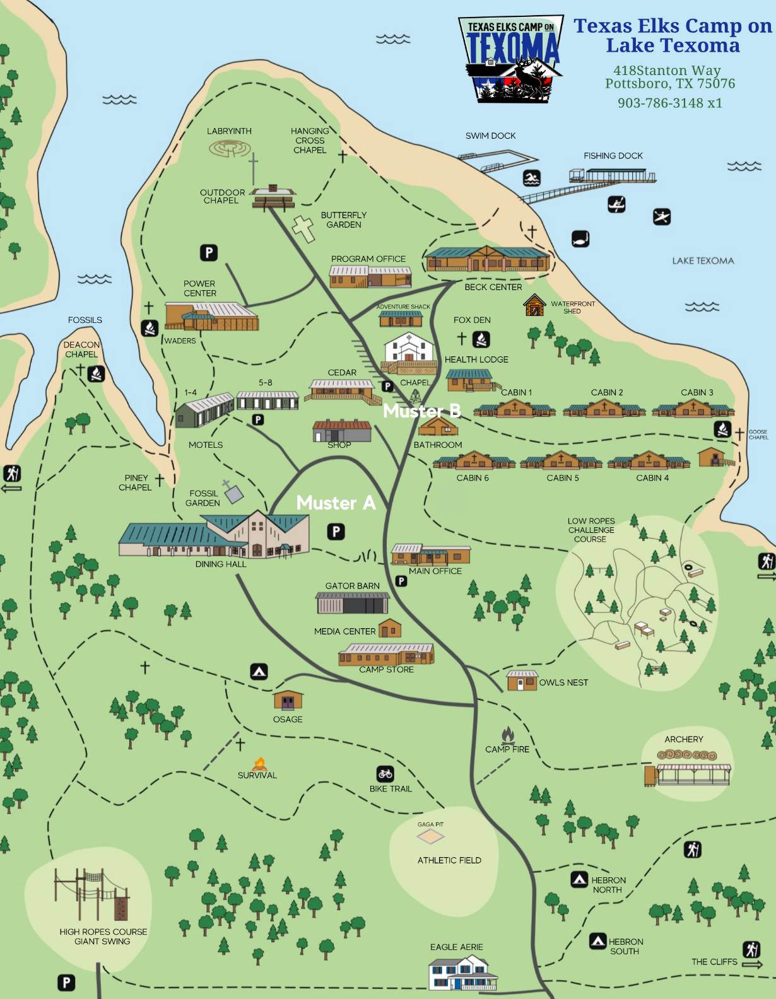 TEXAS ELKS CAMP ON
TEXOMA
Texas Elks Camp on
Lake Texoma
418Stanton Way
Pottsboro, TX 75076
903-786-3148 x1
SWIM DOCK
FISHING DOCK
LAKE TEXOMA
LABRYINTH
HANGING
CROSS
CHAPEL
OUTDOOR
CHAPEL
BUTTERFLY
GARDEN
P
PROGRAM OFFICE
BECK CENTER
POWER
CENTER
WATERFRONT
SHED
ADVENTURE SHACK
FOX DEN
FOSSILS
WADERS
DEACON
CHAPEL
HEALTH LODGE
CEDAR
5-8
1-4
P
CHAPEL
CABIN 1
CABIN 2
CABIN 3
Muster B
P
GOOSE
CHAPEL
MOTELS
SHOP
BATHROOM
CABIN 6
CABIN 5
CABIN 4
PINEY
CHAPEL
FOSSIL
GARDEN
Muster A
LOW ROPES
CHALLENGE
COURSE
P
DINING HALL
MAIN OFFICE
P
GATOR BARN
MEDIA CENTER
CAMP STORE
OWLS NEST
OSAGE
ARCHERY
CAMP FIRE
SURVIVAL
BIKE TRAIL
GAGA PIT
ATHLETIC FIELD
HEBRON
NORTH
HIGH ROPES COURSE
GIANT SWING
HEBRON
SOUTH
EAGLE AERIE
THE CLIFFS
P